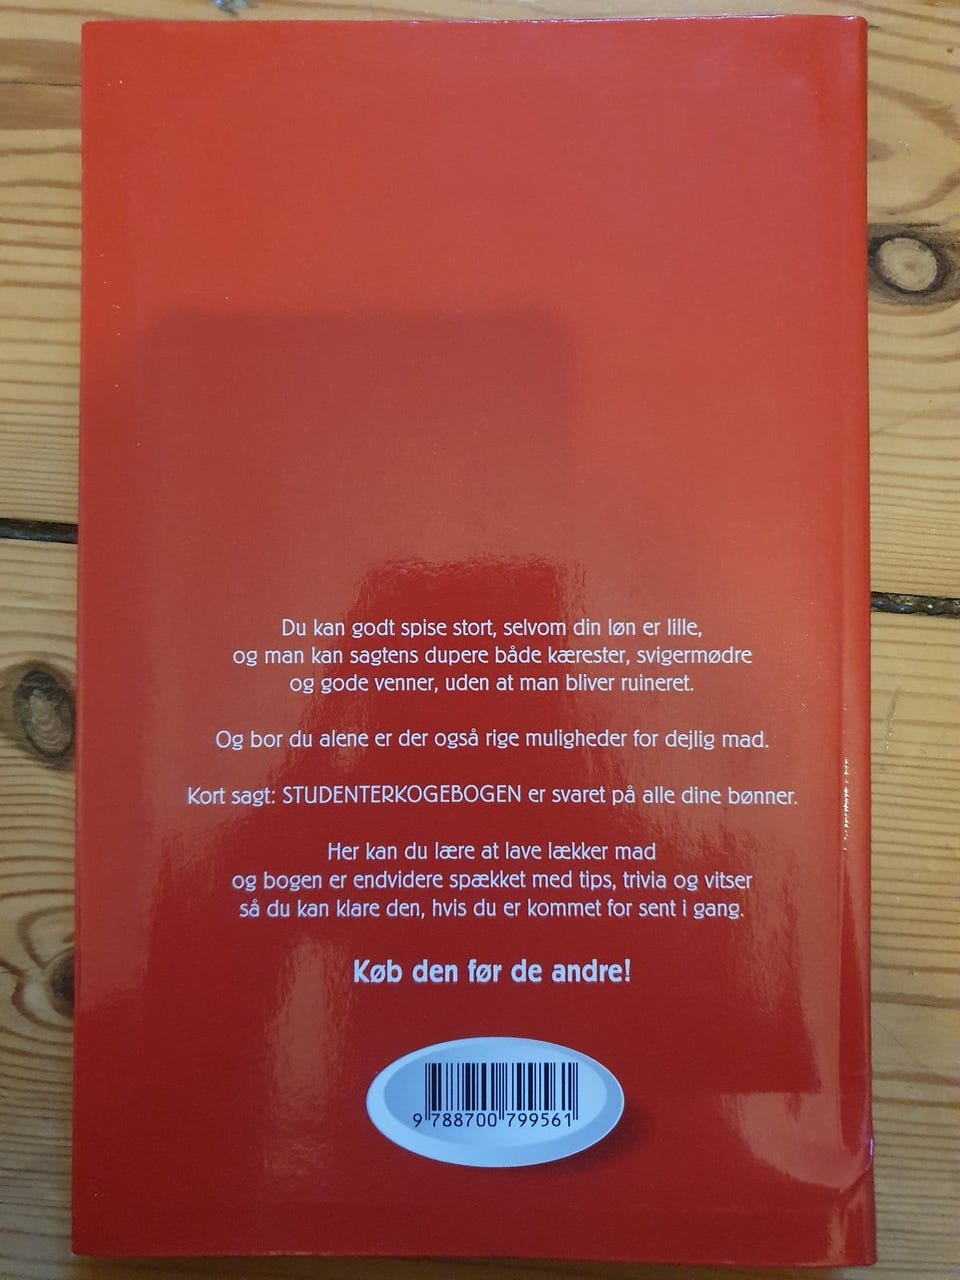 Du kan godt spise stort, selvom din løn er lille,
og man kan sagtens dupere både kærester, svigermødre
og gode venner, uden at man bliver ruineret.
Og bor du alene er der også rige muligheder for dejlig mad.
Kort sagt: STUDENTERKOGEBOGEN er svaret på alle dine bønner.
Her kan du lære at lave lækker mad
og bogen er endvidere spækket med tips, trivia og vitser
så du kan klare den, hvis du er kommet for sent i gang.
Køb den før de andre!
9 788700 799561